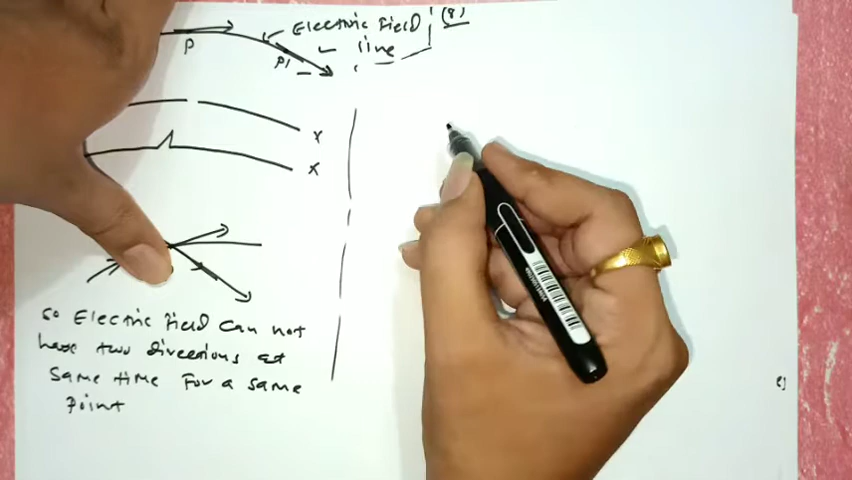 Electric Field (8)
P
line
P1
x
x
So Electric Field Can not
have two directions at
Same time For a same
Point